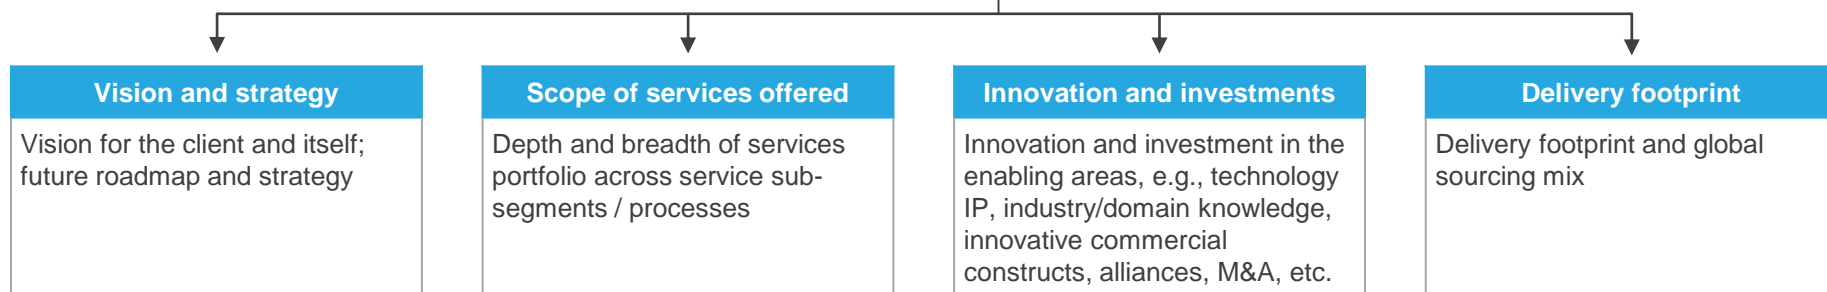 Vision and strategy
Vision for the client and itself;
future roadmap and strategy
Scope of services offered
Depth and breadth of services
portfolio across service sub-
segments / processes
Innovation and investments
Innovation and investment in the
enabling areas, e.g., technology
IP, industry/domain knowledge,
innovative commercial
constructs, alliances, M&A, etc.
Delivery footprint
Delivery footprint and global
sourcing mix